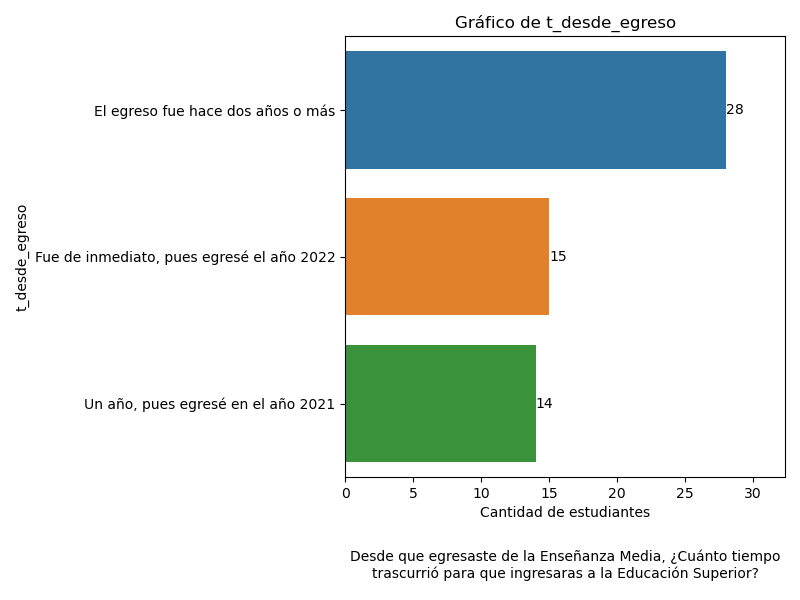 Gráfico de t_desde_egreso
t_desde_egreso
El egreso fue hace dos años o más
28
Fue de inmediato, pues egresé el año 2022
15
Un año, pues egresé en el año 2021
14
0 5 10 15 20 25 30
Cantidad de estudiantes
Desde que egresaste de la Enseñanza Media, ¿Cuánto tiempo
trascurrió para que ingresaras a la Educación Superior?